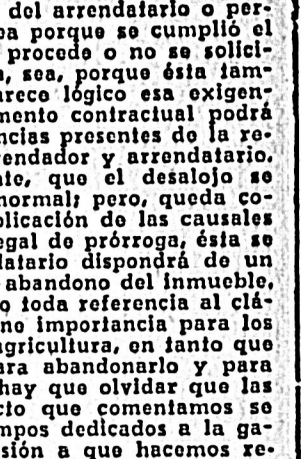 del arrendatario o per-
ea porque se cumplió el
procede o no se solici-
, sea, porque ésta tam-
arece lógico esa exigen-
mento contractual podrá
ncias presentes de la re-
endador y arrendatario.
nte, que el desalojo se
normal; pero, queda co-
plicación de las causales
egal de prórroga, ésta se
datario dispondrá de un
abandono del inmueble,
o toda referencia al clá-
ne importancia para los
agricultura, en tanto que
ara abandonarlo y para
hay que olvidar que las
cto que comentamos se
mpos dedicados a la ga-
sión a que hacemos re-